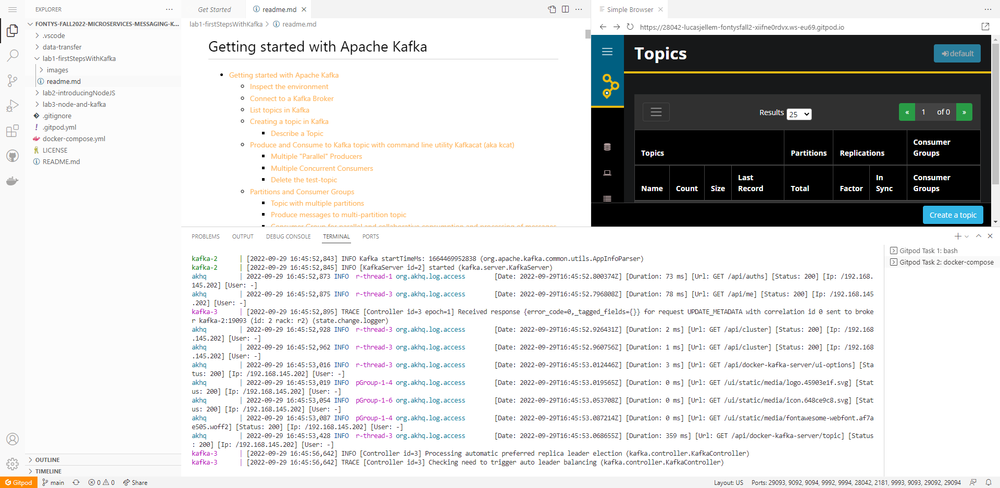 EXPLORER
FONTYS-FALL2022-MICROSERVICES-MESSAGING-K...
.vscode
data-transfer
lab1-firstStepsWithKafka
images
readme.md
lab2-introducingNodeJS
lab3-node-and-kafka
.gitignore
.gitpod.yml
docker-compose.yml
LICENSE
README.md
OUTLINE
TIMELINE
Get Started
readme.md
lab1-firstStepsWithKafka > readme.md
Getting started with Apache Kafka
Getting started with Apache Kafka
Inspect the environment
Connect to a Kafka Broker
List topics in Kafka
Creating a topic in Kafka
Describe a Topic
Produce and Consume to Kafka topic with command line utility Kafkacat (aka kcat)
Multiple "Parallel" Producers
Multiple Concurrent Consumers
Delete the test-topic
Partitions and Consumer Groups
Topic with multiple partitions
Produce messages to multi-partition topic
Consumer Group for parallel and collaborative consumption and processing of messages
Simple Browser
https://28042-lucasjellem-fontysfall2-xiifne0rdvx.ws-eu69.gitpod.io
Topics
default
Results 25
« 1 of 0 »
Topics Partitions Replications Consumer Groups
Name Count Size Last Record Total Factor In Sync Consumer Groups
Create a topic
PROBLEMS OUTPUT DEBUG CONSOLE TERMINAL PORTS
kafka-2 | [2022-09-29 16:45:52,843] INFO Kafka startTimeMs: 1664469952838 (org.apache.kafka.common.utils.AppInfoParser)
kafka-2 | [2022-09-29 16:45:52,845] INFO [KafkaServer id=2] started (kafka.server.KafkaServer)
akhq | 2022-09-29 16:45:52,873 INFO r-thread-1 org.akhq.log.access [Date: 2022-09-29T16:45:52.800374Z] [Duration: 73 ms] [Url: GET /api/auths] [Status: 200] [Ip: /192.168.
145.202] [User: -]
akhq | 2022-09-29 16:45:52,875 INFO r-thread-3 org.akhq.log.access [Date: 2022-09-29T16:45:52.796808Z] [Duration: 78 ms] [Url: GET /api/me] [Status: 200] [Ip: /192.168.145
.202] [User: -]
kafka-3 | [2022-09-29 16:45:52,895] TRACE [Controller id=3 epoch=1] Received response {error_code=0,_tagged_fields={}} for request UPDATE_METADATA with correlation id 0 sent to broke
r kafka-2:19093 (id: 2 rack: r2) (state.change.logger)
akhq | 2022-09-29 16:45:52,928 INFO r-thread-3 org.akhq.log.access [Date: 2022-09-29T16:45:52.926431Z] [Duration: 2 ms] [Url: GET /api/cluster] [Status: 200] [Ip: /192.168
.145.202] [User: -]
akhq | 2022-09-29 16:45:52,962 INFO r-thread-3 org.akhq.log.access [Date: 2022-09-29T16:45:52.960756Z] [Duration: 1 ms] [Url: GET /api/cluster] [Status: 200] [Ip: /192.168
.145.202] [User: -]
akhq | 2022-09-29 16:45:53,016 INFO r-thread-3 org.akhq.log.access [Date: 2022-09-29T16:45:53.012446Z] [Duration: 3 ms] [Url: GET /api/docker-kafka-server/ui-options] [Sta
tus: 200] [Ip: /192.168.145.202] [User: -]
akhq | 2022-09-29 16:45:53,019 INFO pGroup-1-4 org.akhq.log.access [Date: 2022-09-29T16:45:53.019565Z] [Duration: 0 ms] [Url: GET /ui/static/media/logo.45903e1f.svg] [Stat
us: 200] [Ip: /192.168.145.202] [User: -]
akhq | 2022-09-29 16:45:53,054 INFO pGroup-1-6 org.akhq.log.access [Date: 2022-09-29T16:45:53.053708Z] [Duration: 0 ms] [Url: GET /ui/static/media/icon.648ce9c8.svg] [Stat
us: 200] [Ip: /192.168.145.202] [User: -]
akhq | 2022-09-29 16:45:53,087 INFO pGroup-1-4 org.akhq.log.access [Date: 2022-09-29T16:45:53.087214Z] [Duration: 0 ms] [Url: GET /ui/static/media/fontawesome-webfont.af7a
e505.woff2] [Status: 200] [Ip: /192.168.145.202] [User: -]
akhq | 2022-09-29 16:45:53,428 INFO r-thread-3 org.akhq.log.access [Date: 2022-09-29T16:45:53.068655Z] [Duration: 359 ms] [Url: GET /api/docker-kafka-server/topic] [Status
: 200] [Ip: /192.168.145.202] [User: -]
kafka-3 | [2022-09-29 16:45:56,642] INFO [Controller id=3] Processing automatic preferred replica leader election (kafka.controller.KafkaController)
kafka-3 | [2022-09-29 16:45:56,642] TRACE [Controller id=3] Checking need to trigger auto leader balancing (kafka.controller.KafkaController)
Gitpod Task 1: bash
Gitpod Task 2: docker-compose
Gitpod main 0 0 Share
Layout: US Ports: 29093, 9092, 9094, 9992, 9994, 28042, 2181, 9993, 9093, 29092, 29094